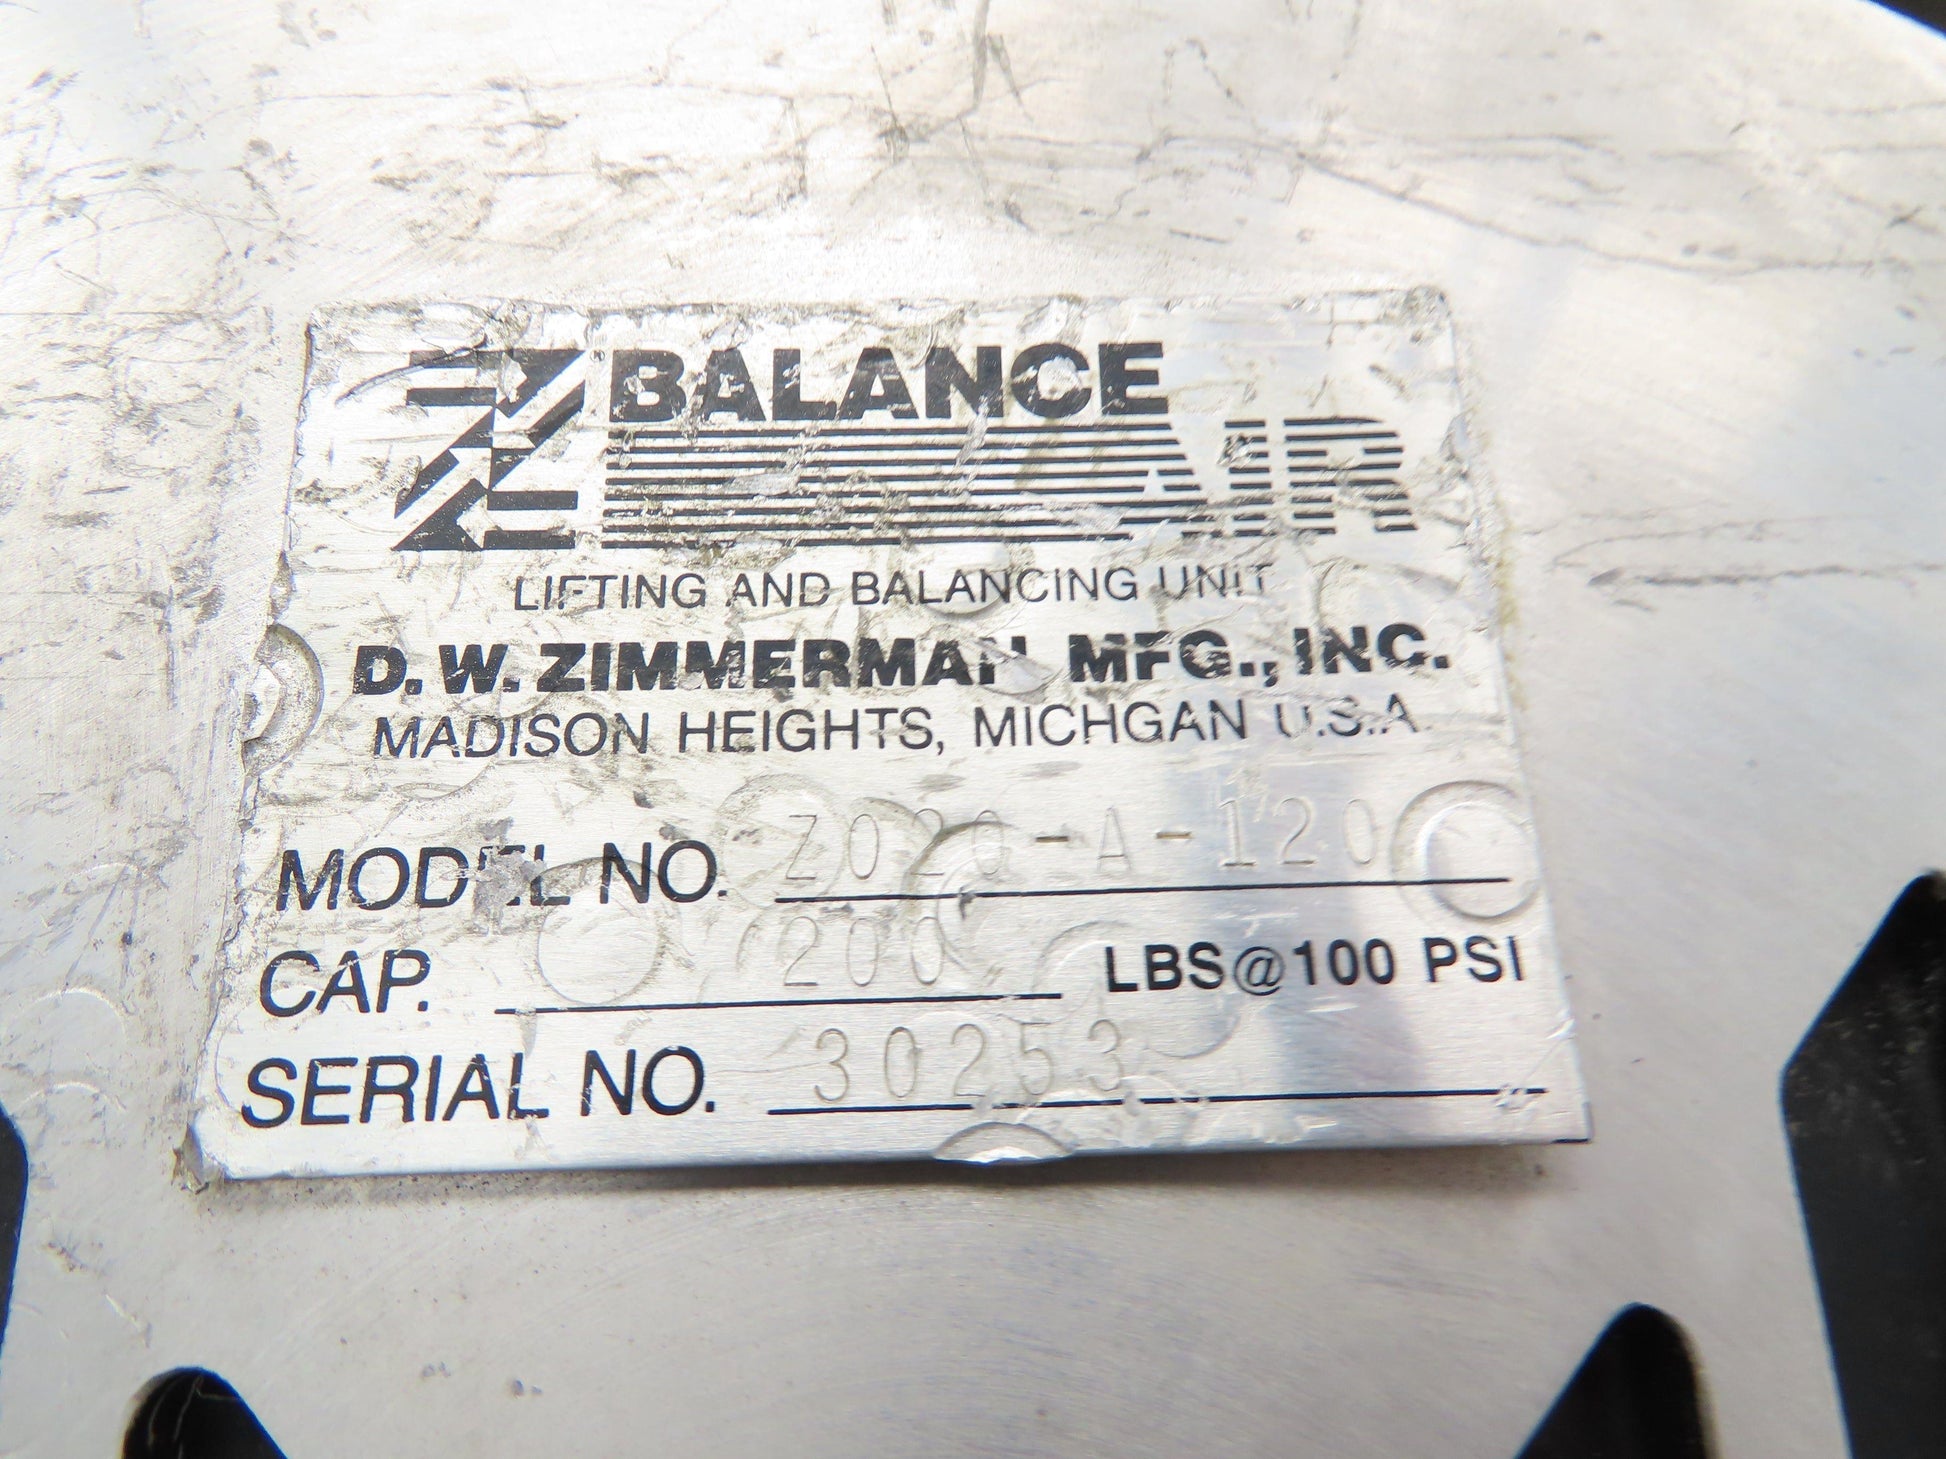 BALANCE
AIR
LIFTING AND BALANCING UNIT
D.W. ZIMMERMAN MFG., INC.
MADISON HEIGHTS, MICHGAN U.S.A.
MODEL NO. Z020-A-120
CAP. 200 LBS@100 PSI
SERIAL NO. 30253